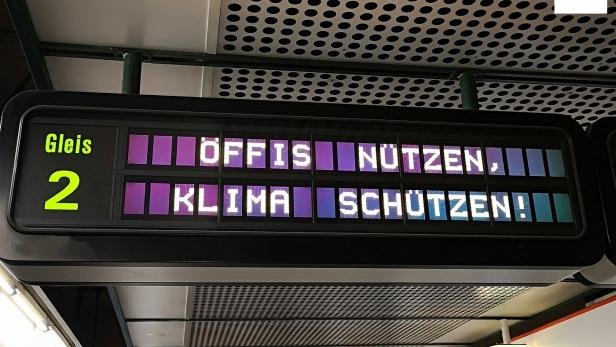 Gleis
2
ÖFFIS NÜTZEN,
KLIMA SCHÜTZEN!